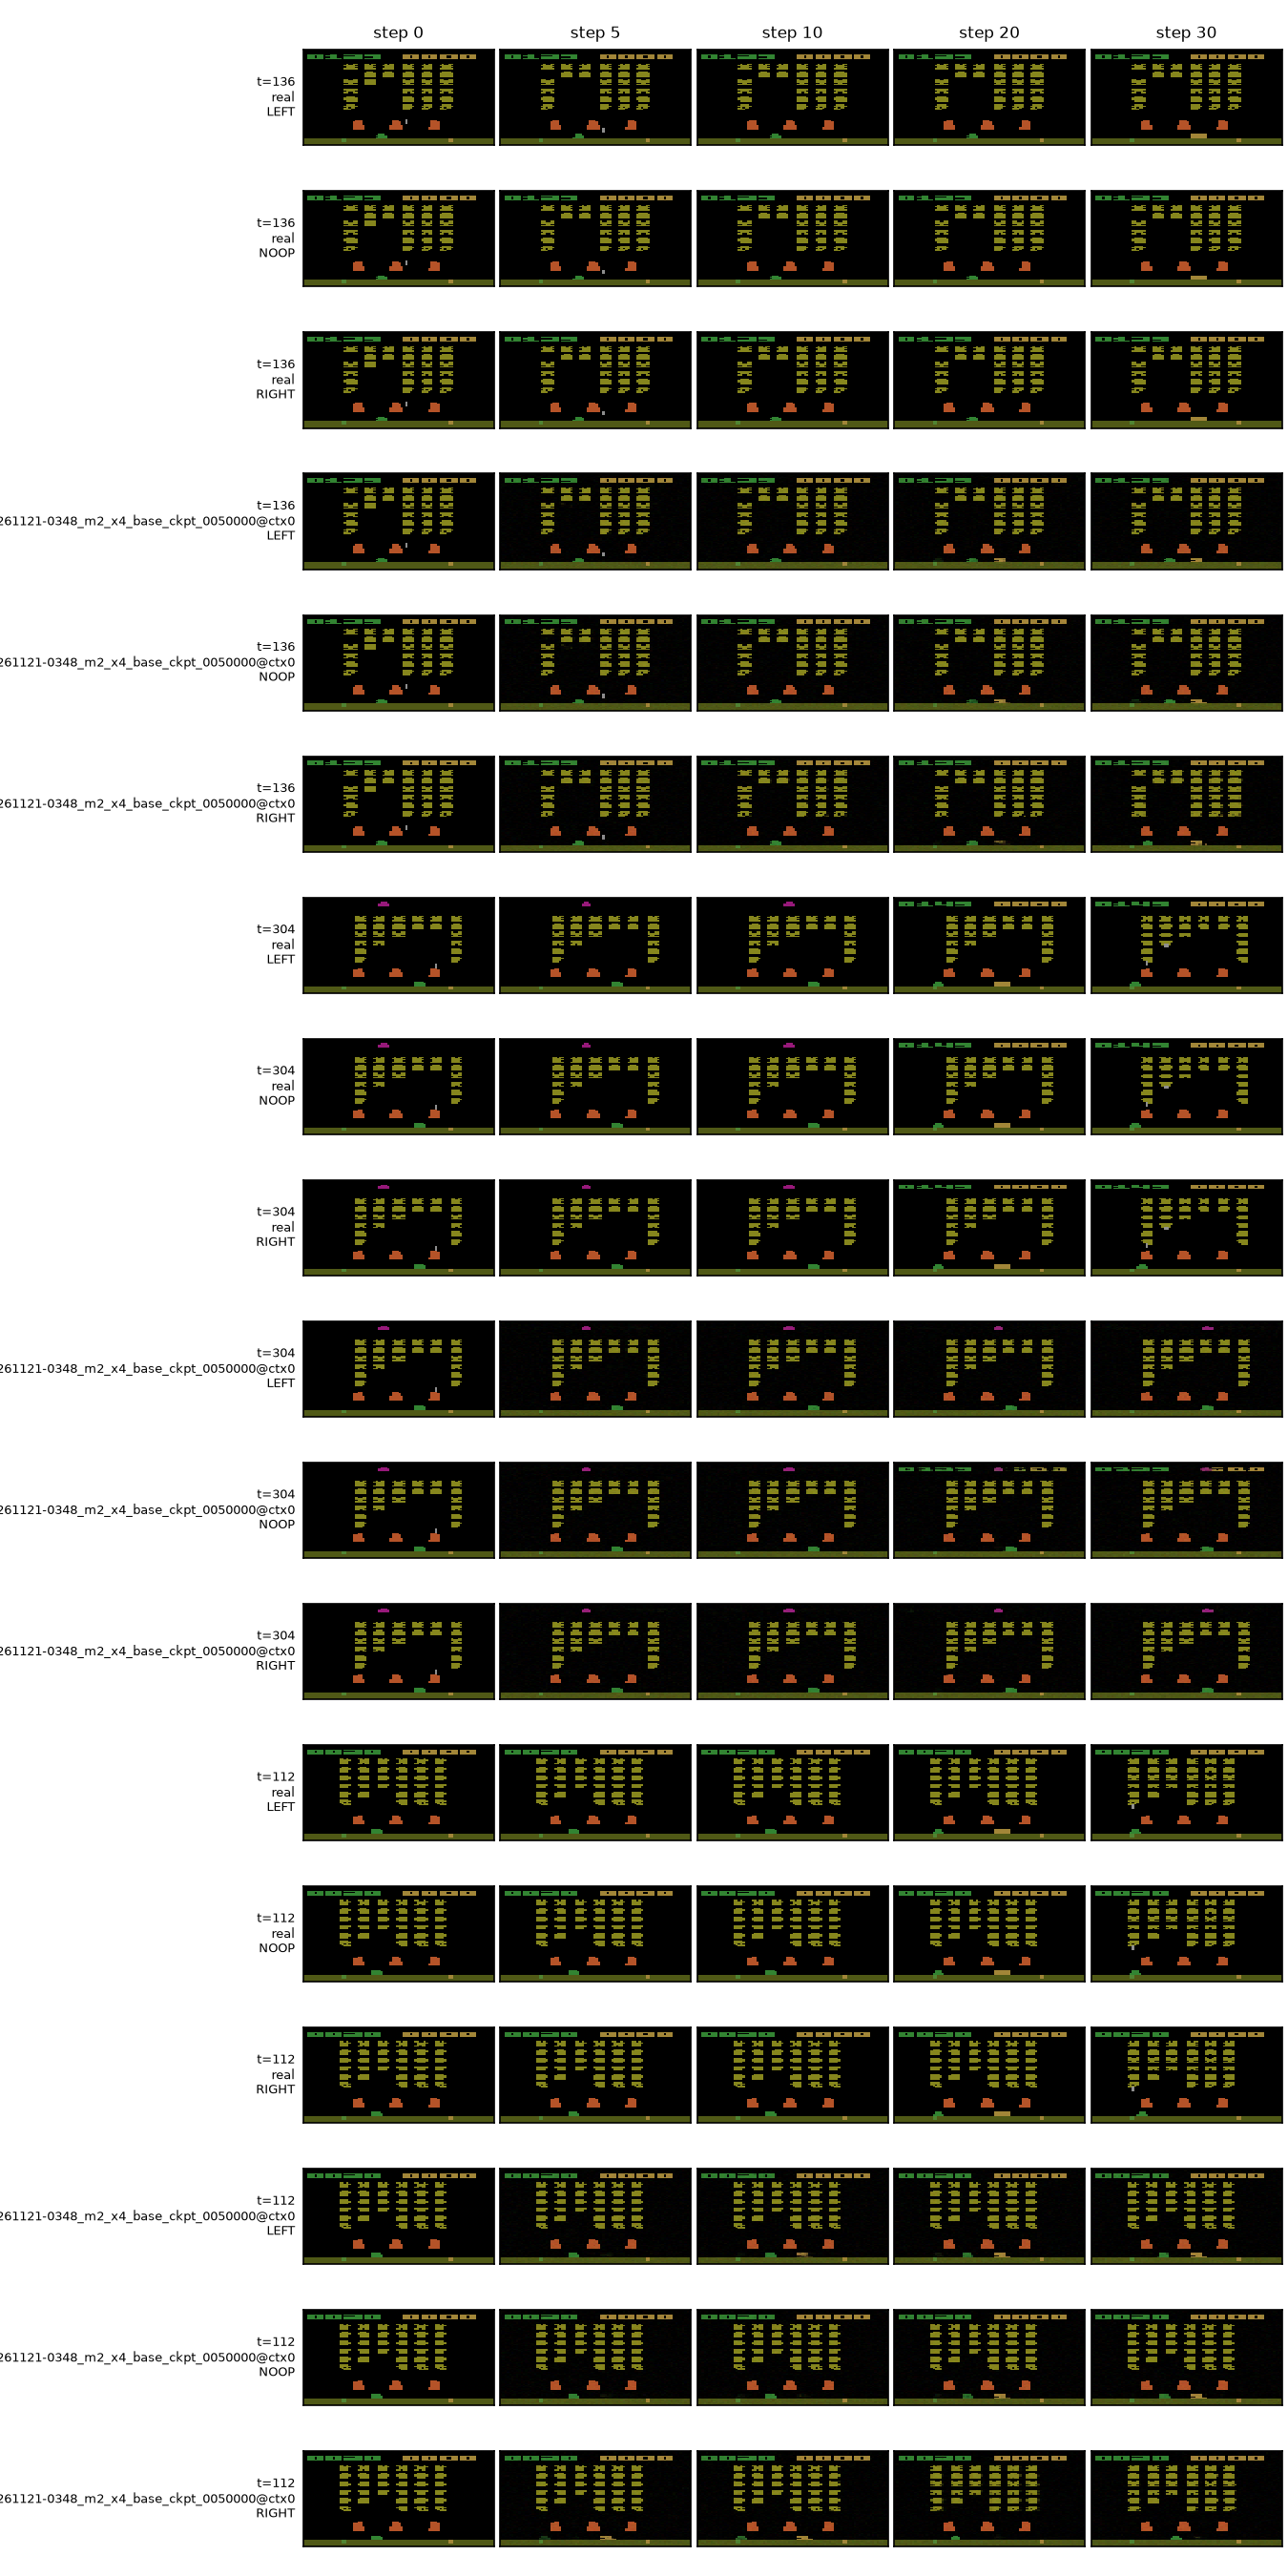 step 0 step 5 step 10 step 20 step 30
t=136
real
LEFT
t=136
real
NOOP
t=136
real
RIGHT
t=136
261121-0348_m2_x4_base_ckpt_0050000@ctx0
LEFT
t=136
261121-0348_m2_x4_base_ckpt_0050000@ctx0
NOOP
t=136
261121-0348_m2_x4_base_ckpt_0050000@ctx0
RIGHT
t=304
real
LEFT
t=304
real
NOOP
t=304
real
RIGHT
t=304
261121-0348_m2_x4_base_ckpt_0050000@ctx0
LEFT
t=304
261121-0348_m2_x4_base_ckpt_0050000@ctx0
NOOP
t=304
261121-0348_m2_x4_base_ckpt_0050000@ctx0
RIGHT
t=112
real
LEFT
t=112
real
NOOP
t=112
real
RIGHT
t=112
261121-0348_m2_x4_base_ckpt_0050000@ctx0
LEFT
t=112
261121-0348_m2_x4_base_ckpt_0050000@ctx0
NOOP
t=112
261121-0348_m2_x4_base_ckpt_0050000@ctx0
RIGHT